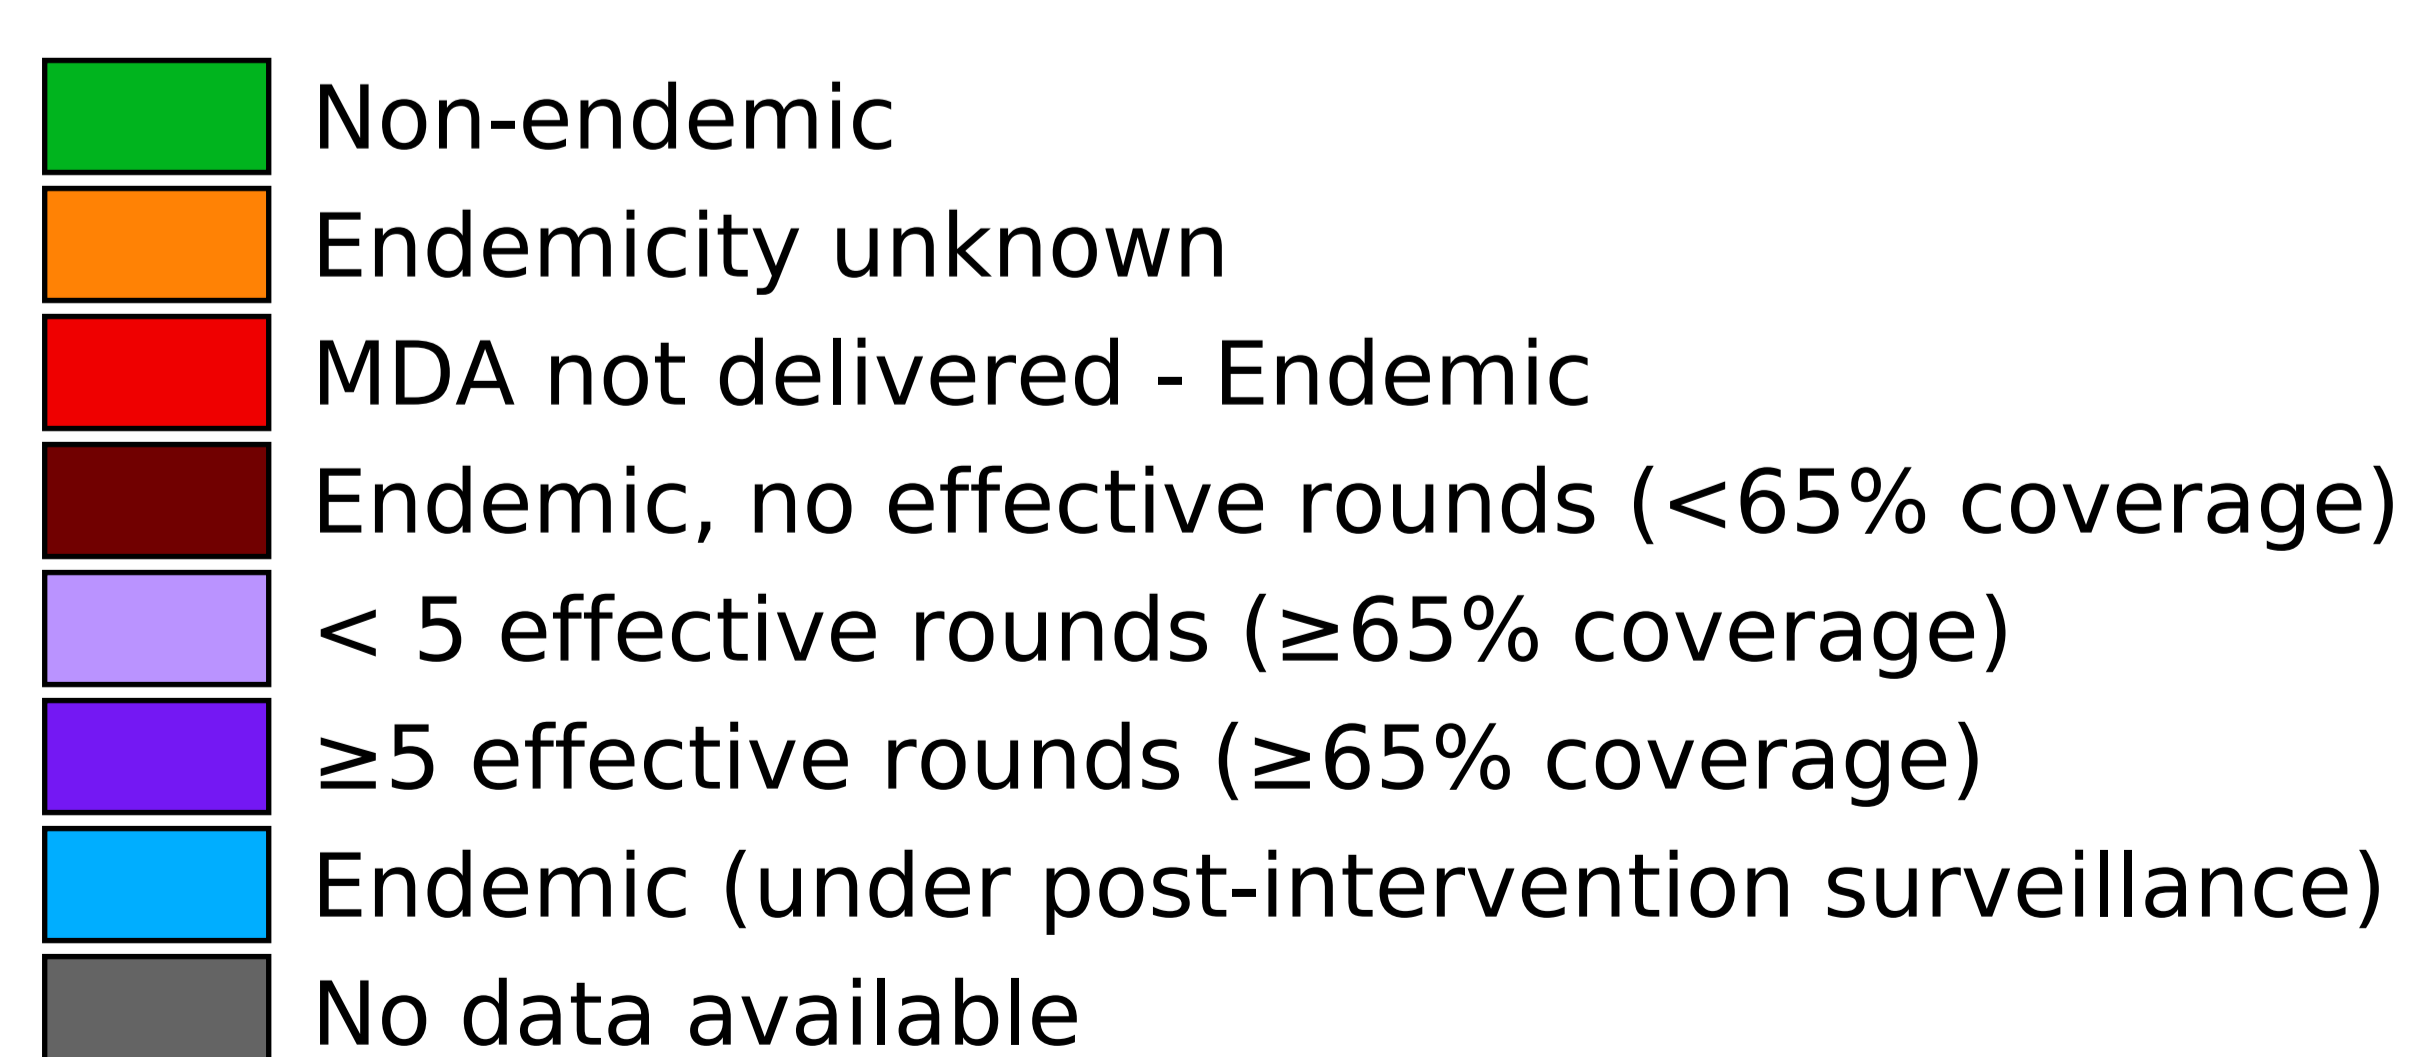 Non-endemic
Endemicity unknown
MDA not delivered - Endemic
Endemic, no effective rounds (<65% coverage)
< 5 effective rounds (≥65% coverage)
≥5 effective rounds (≥65% coverage)
Endemic (under post-intervention surveillance)
No data available